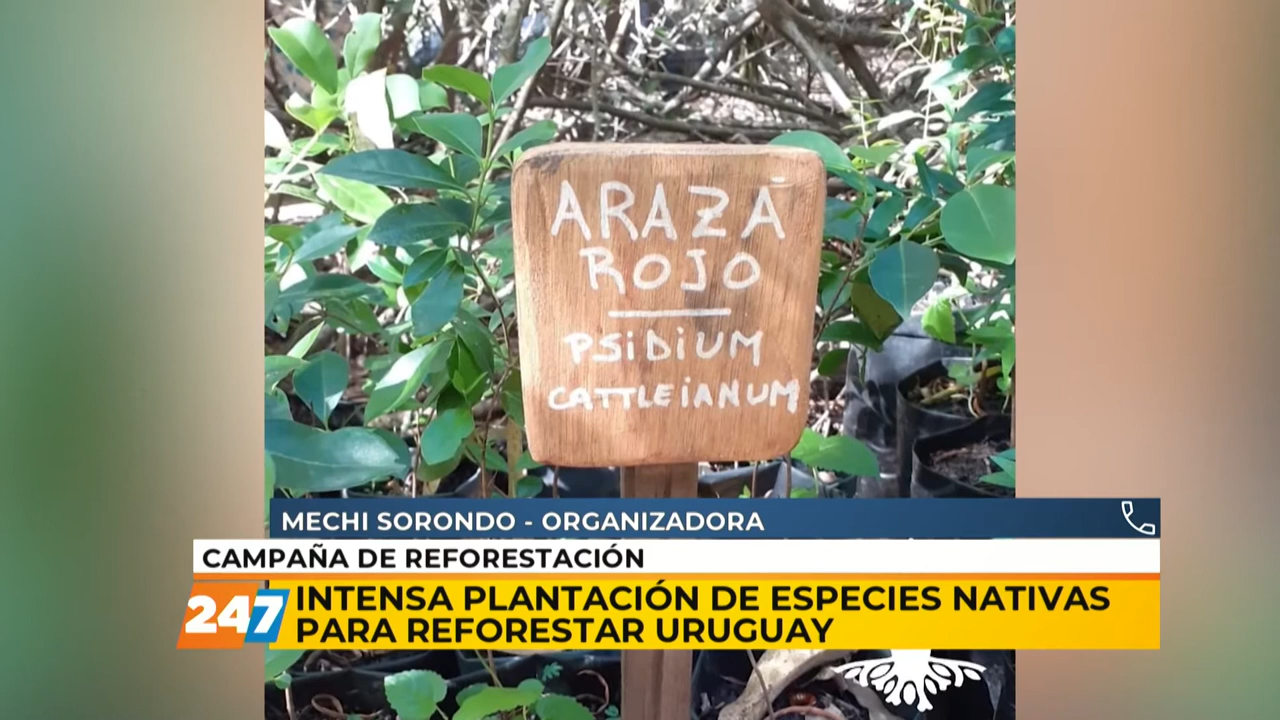 ARAZÁ
ROJO
PSIDIUM
CATTLEIANUM
MECHI SORONDO - ORGANIZADORA
CAMPAÑA DE REFORESTACIÓN
247
INTENSA PLANTACIÓN DE ESPECIES NATIVAS
PARA REFORESTAR URUGUAY